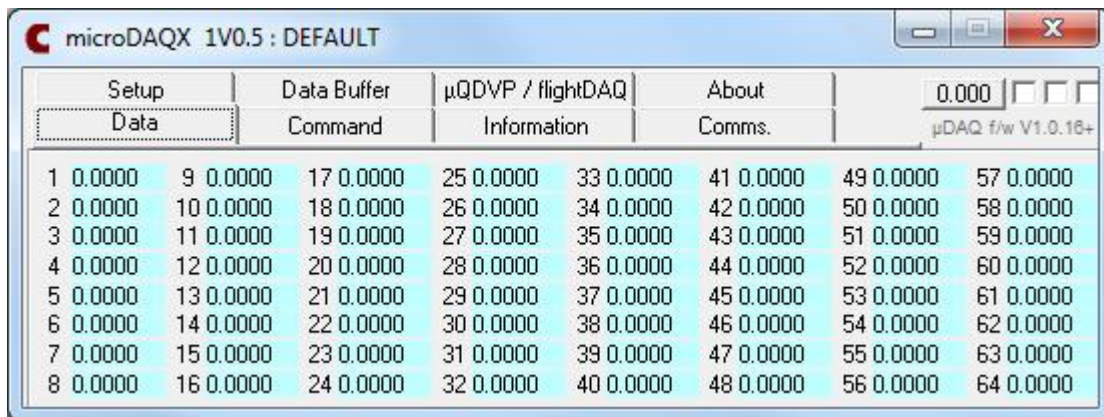 C microDAQX 1V0.5 : DEFAULT
Setup Data Buffer µQDVP / flightDAQ About 0.000
Data Command Information Comms. µDAQ f/w V1.0.16+
1 0.0000 9 0.0000 17 0.0000 25 0.0000 33 0.0000 41 0.0000 49 0.0000 57 0.0000
2 0.0000 10 0.0000 18 0.0000 26 0.0000 34 0.0000 42 0.0000 50 0.0000 58 0.0000
3 0.0000 11 0.0000 19 0.0000 27 0.0000 35 0.0000 43 0.0000 51 0.0000 59 0.0000
4 0.0000 12 0.0000 20 0.0000 28 0.0000 36 0.0000 44 0.0000 52 0.0000 60 0.0000
5 0.0000 13 0.0000 21 0.0000 29 0.0000 37 0.0000 45 0.0000 53 0.0000 61 0.0000
6 0.0000 14 0.0000 22 0.0000 30 0.0000 38 0.0000 46 0.0000 54 0.0000 62 0.0000
7 0.0000 15 0.0000 23 0.0000 31 0.0000 39 0.0000 47 0.0000 55 0.0000 63 0.0000
8 0.0000 16 0.0000 24 0.0000 32 0.0000 40 0.0000 48 0.0000 56 0.0000 64 0.0000